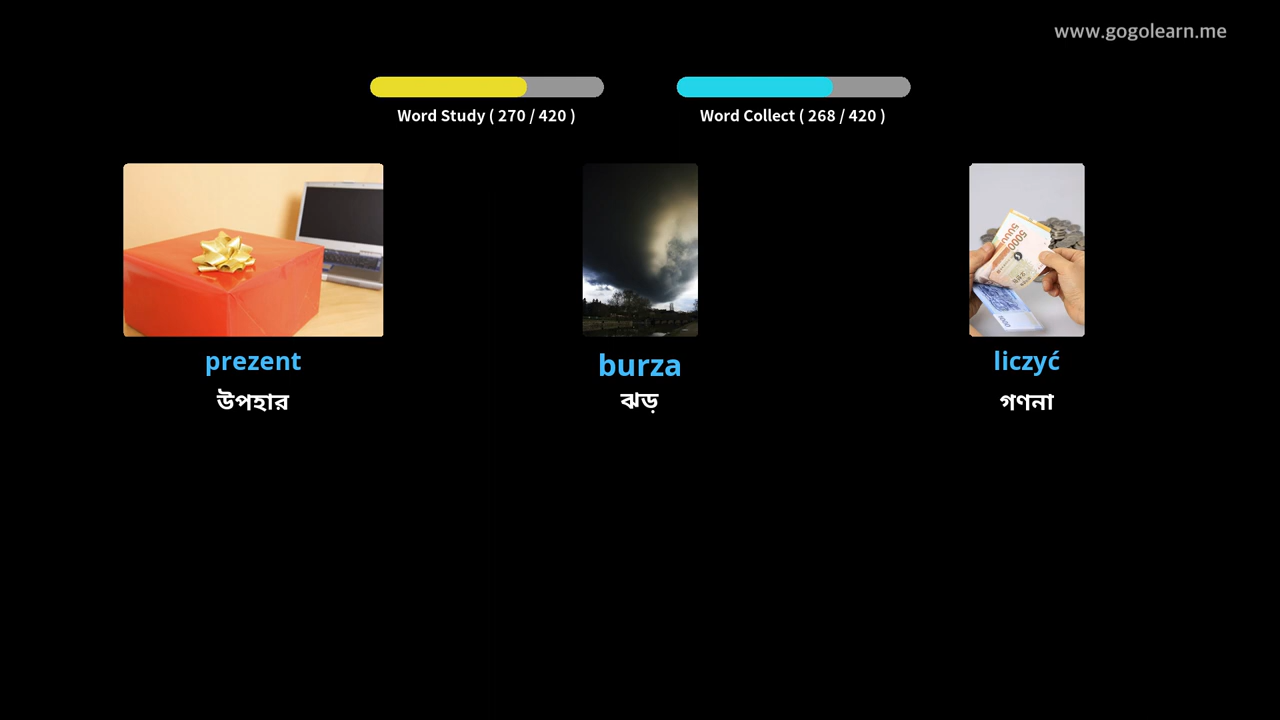 www.gogolearn.me
Word Study ( 270 / 420 )
Word Collect ( 268 / 420 )
prezent
burza
liczyć
উপহার
ঝড়
গণনা